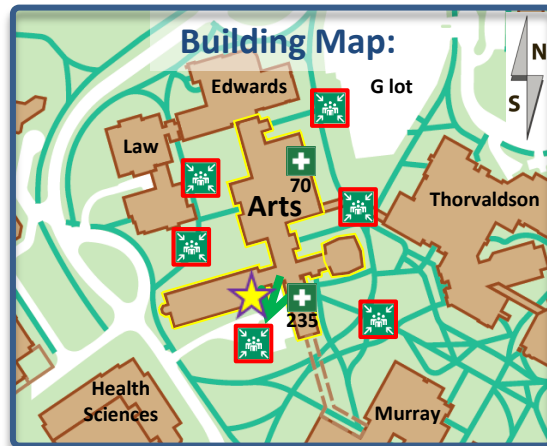 Building Map:
N
S
Edwards
G lot
Law
70
Arts
Thorvaldson
235
Health
Sciences
Murray